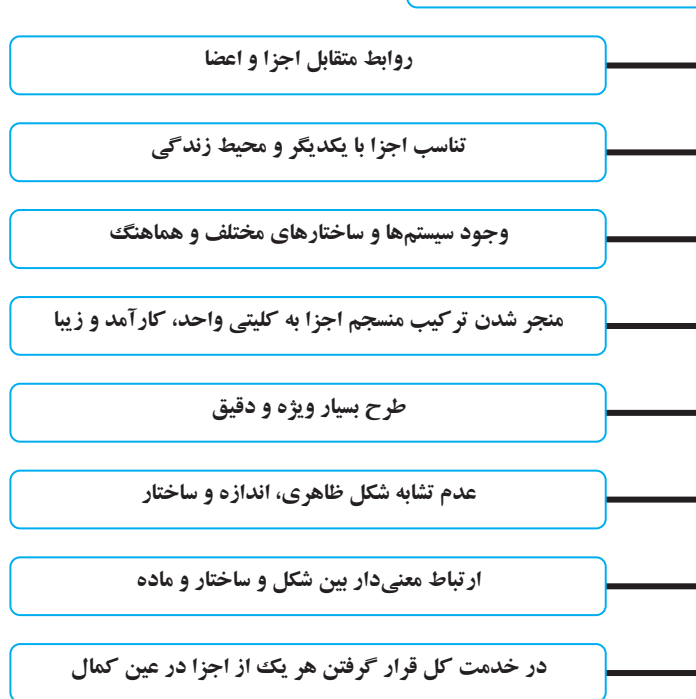 روابط متقابل اجزا و اعضا
تناسب اجزا با یکدیگر و محیط زندگی
وجود سیستم‌ها و ساختارهای مختلف و هماهنگ
منجر شدن ترکیب منسجم اجزا به کلیتی واحد، کارآمد و زیبا
طرح بسیار ویژه و دقیق
عدم تشابه شکل ظاهری، اندازه و ساختار
ارتباط معنی‌دار بین شکل و ساختار و ماده
در خدمت کل قرار گرفتن هر یک از اجزا در عین کمال